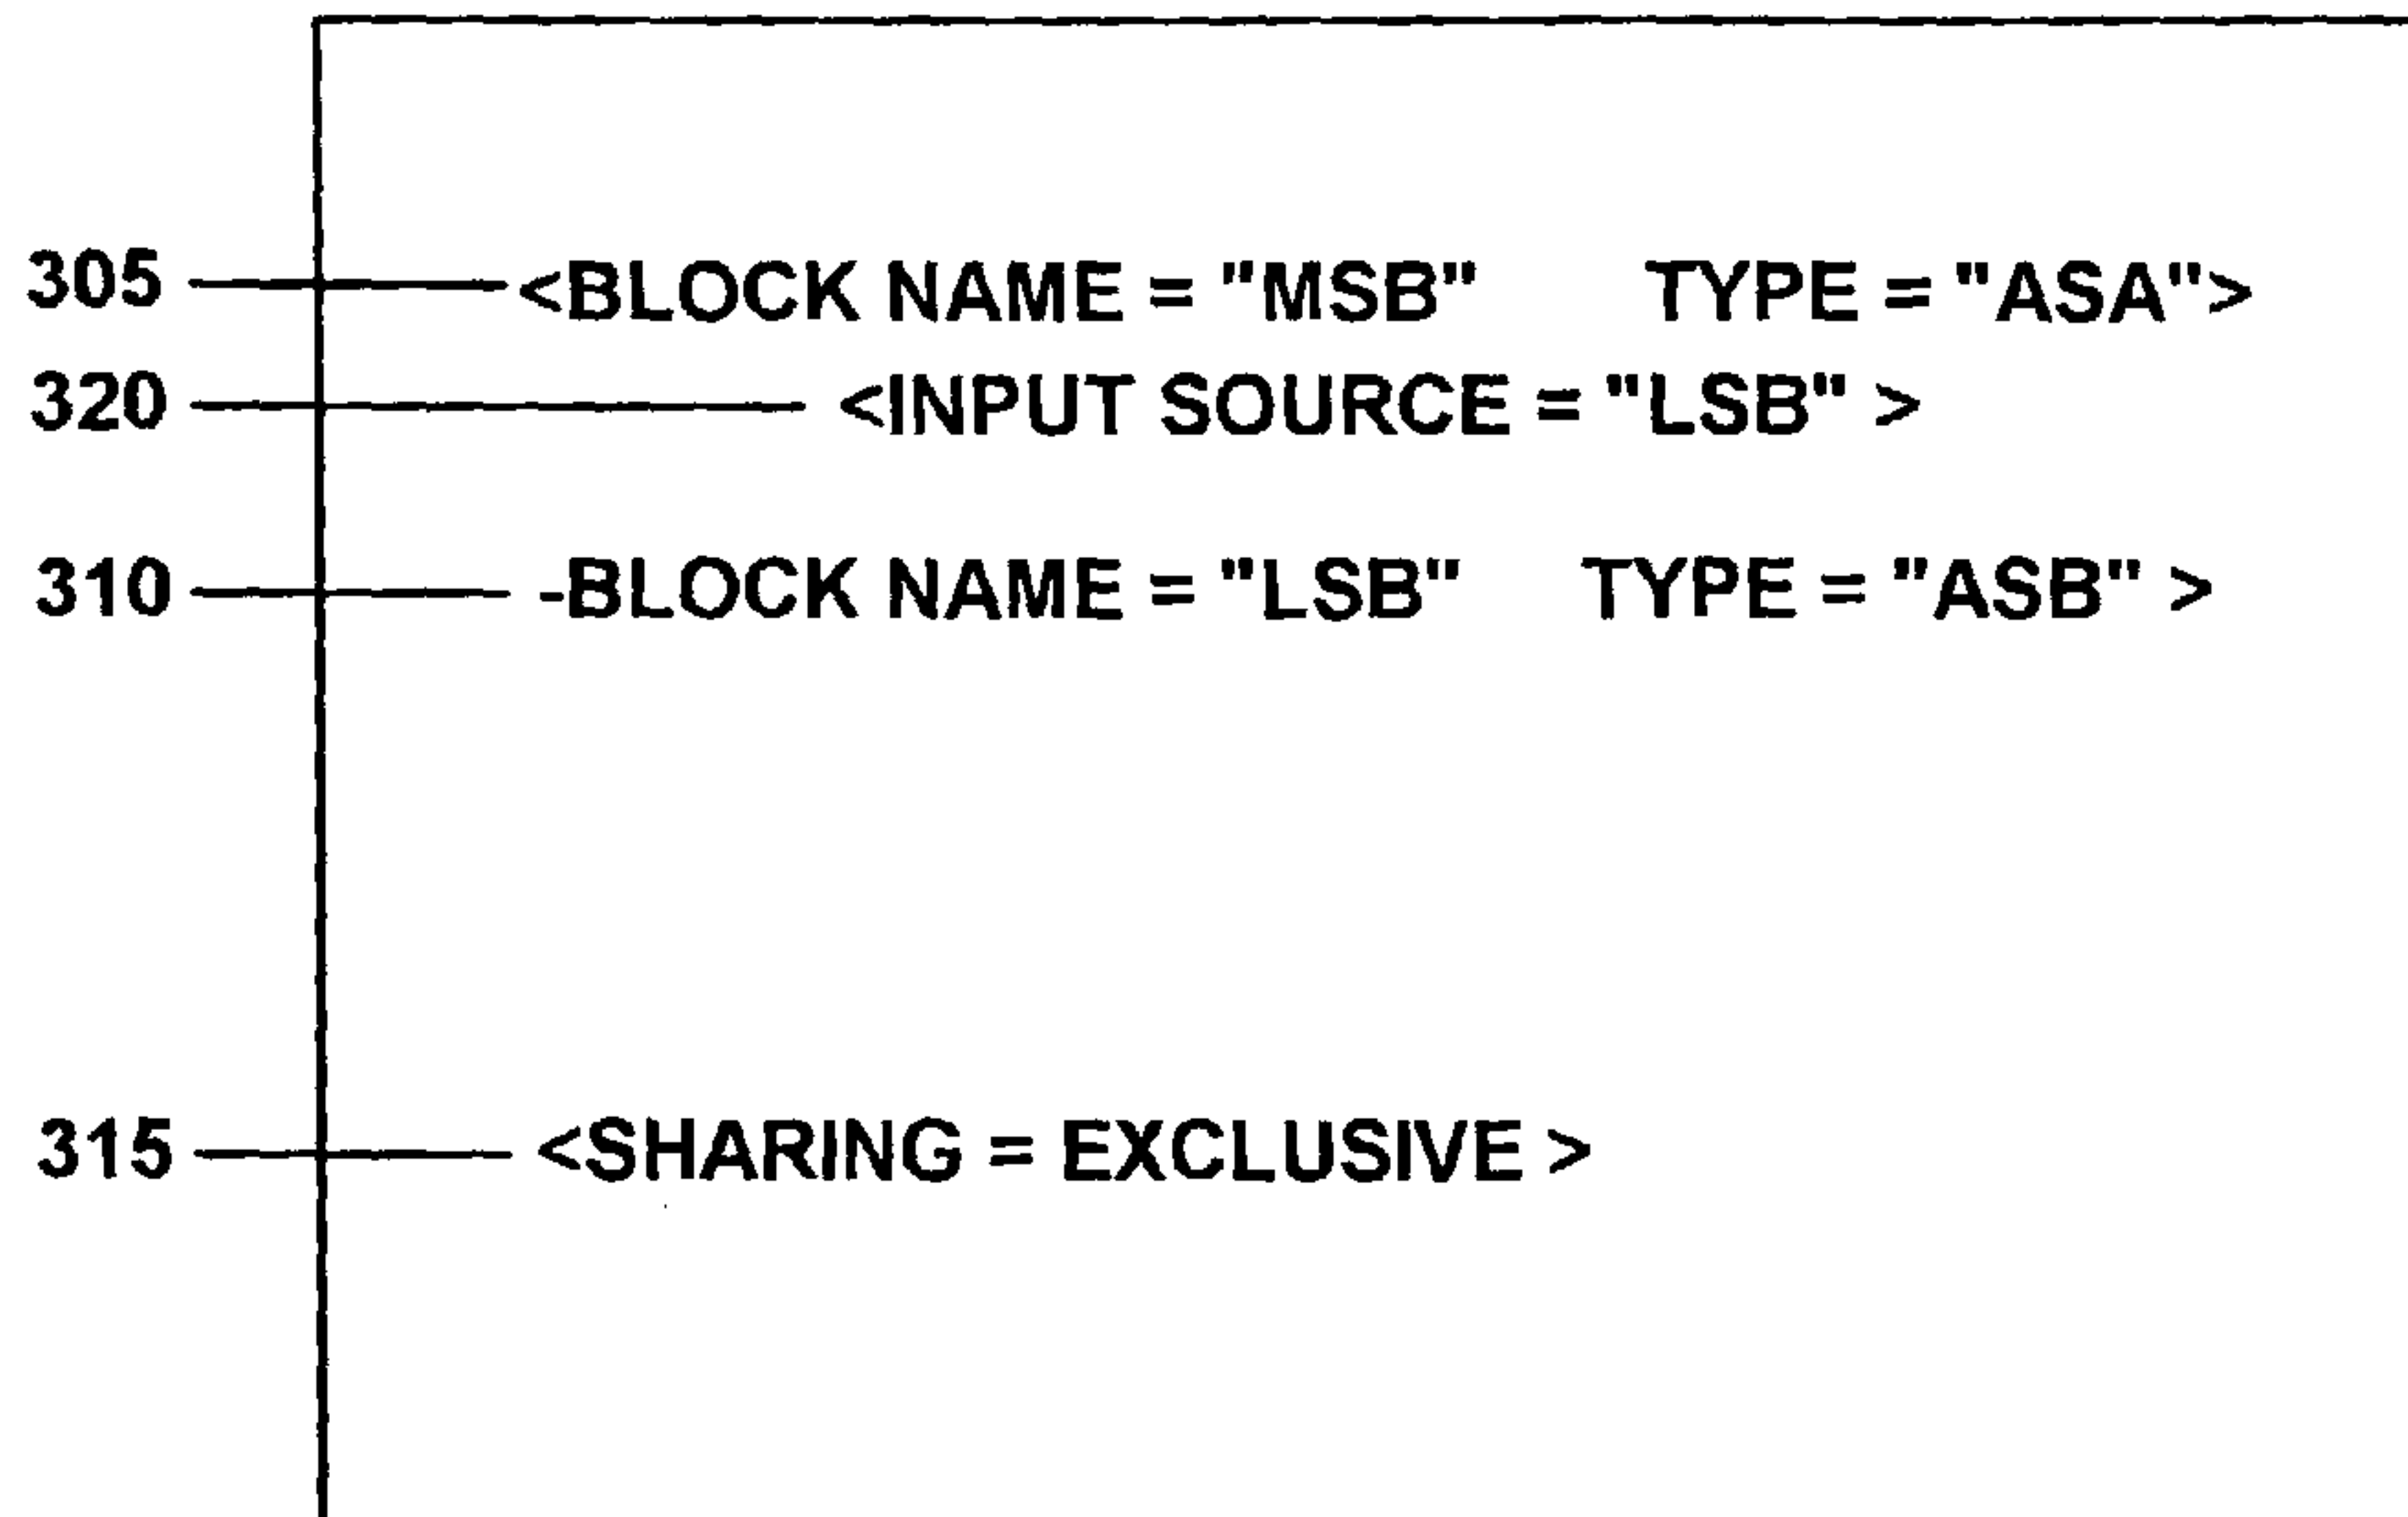 305 <BLOCK NAME = "MSB" TYPE = "ASA">
320 <INPUT SOURCE = "LSB" >
310 -BLOCK NAME = "LSB" TYPE = "ASB" >
315 <SHARING = EXCLUSIVE >